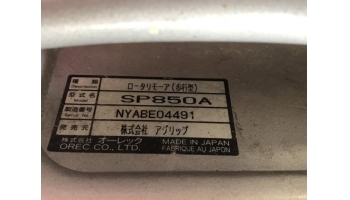 種類 Description ロータリモーア(歩行型)
型式名 Model SP850A
製造番号 Serial No. NYABE04491
発売元 株式会社 アグリップ
株式会社 オーレック MADE IN JAPAN
OREC CO., LTD. FABRIQUE AU JAPON